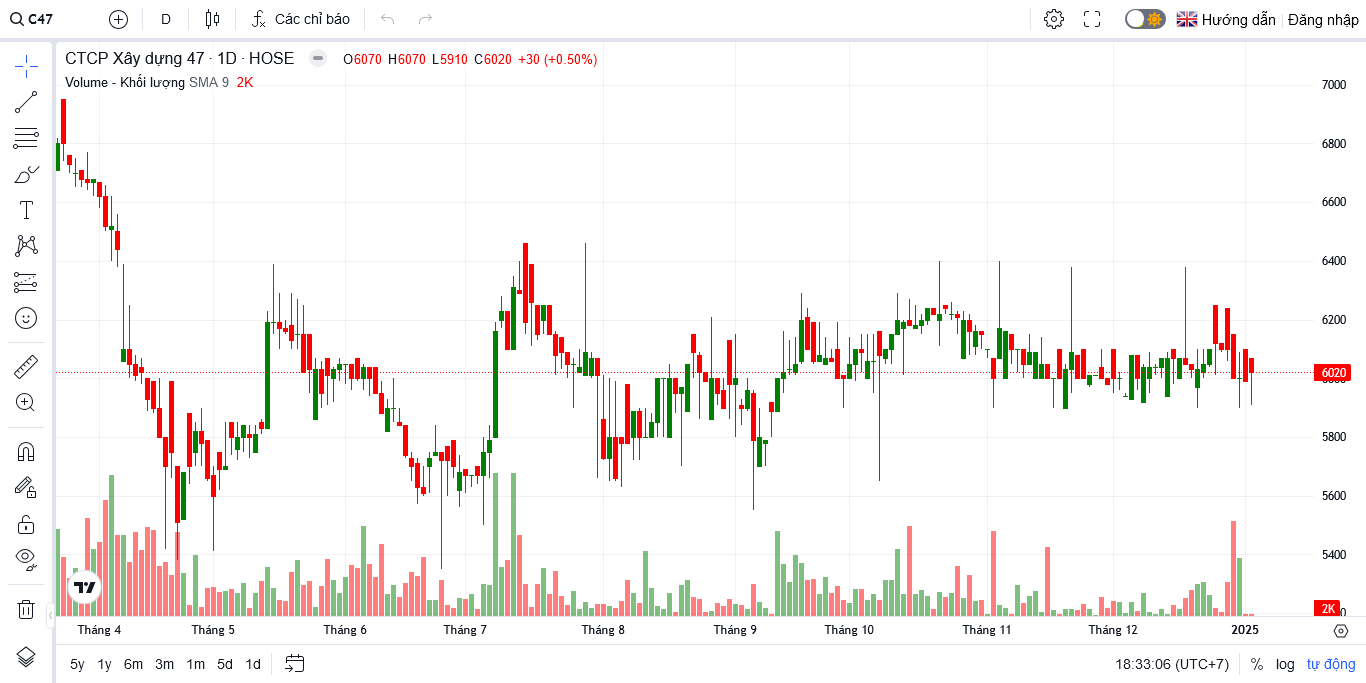 C47 D Các chỉ báo Hướng dẫn Đăng nhập
CTCP Xây dựng 47 · 1D · HOSE O6070 H6070 L5910 C6020 +30 (+0.50%)
Volume - Khối lượng SMA 9 2K
7000
6800
6600
6400
6200
6020
5800
5600
5400
2K
Tháng 4 Tháng 5 Tháng 6 Tháng 7 Tháng 8 Tháng 9 Tháng 10 Tháng 11 Tháng 12 2025
5y 1y 6m 3m 1m 5d 1d 18:33:06 (UTC+7) % log tự động